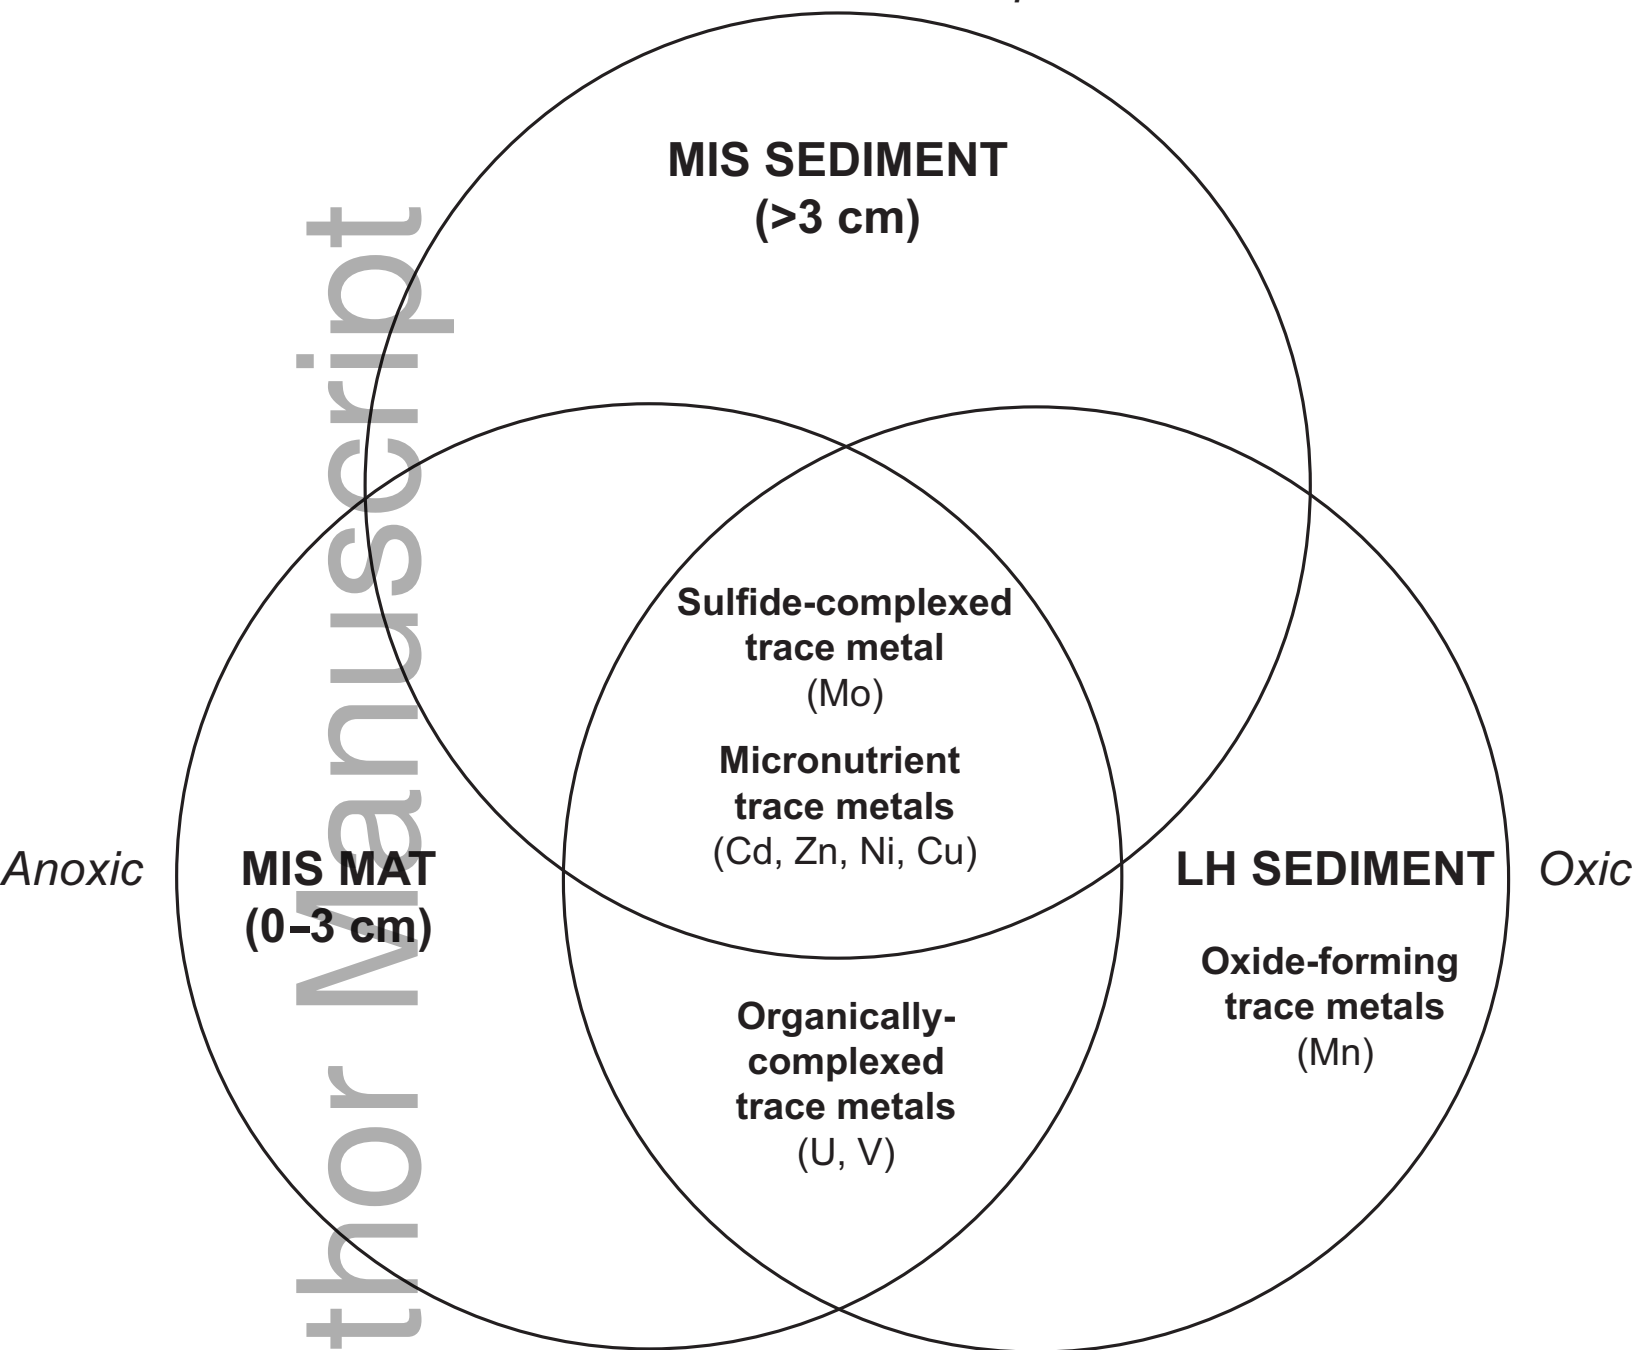 MIS SEDIMENT
(>3 cm)
Sulfide-complexed
trace metal
(Mo)
Micronutrient
trace metals
(Cd, Zn, Ni, Cu)
Anoxic
MIS MAT
(0–3 cm)
LH SEDIMENT
Oxic
Oxide-forming
trace metals
(Mn)
Organically-
complexed
trace metals
(U, V)
thor Manuscript